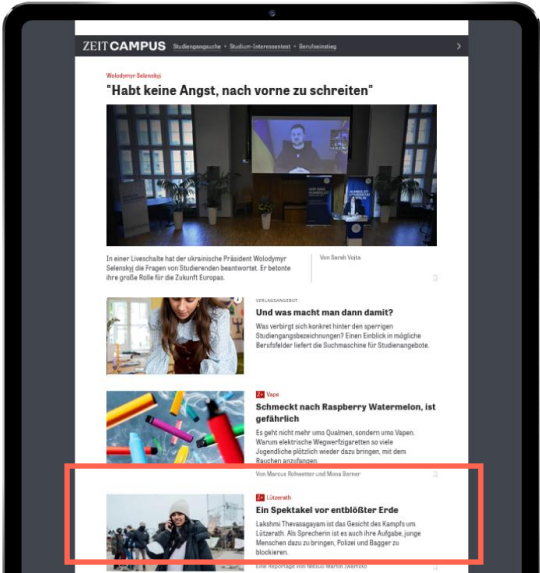 ZEIT CAMPUS Studiengangsuche • Studium-Interessentest • Berufseinstieg
Wolodymyr Selenskyj
"Habt keine Angst, nach vorne zu schreiten"
In einer Liveschalte hat der ukrainische Präsident Wolodymyr
Selenskyj die Fragen von Studierenden beantwortet. Er betonte
ihre große Rolle für die Zukunft Europas.
Von Sarah Vojta
VERLAGSANGEBOT
Und was macht man dann damit?
Was verbirgt sich konkret hinter den sperrigen
Studiengangsbezeichnungen? Einen Einblick in mögliche
Berufsfelder liefert die Suchmaschine für Studienangebote.
Z+ Vape
Schmeckt nach Raspberry Watermelon, ist
gefährlich
Es geht nicht mehr ums Qualmen, sondern ums Vapen.
Warum elektrische Wegwerfzigaretten so viele
Jugendliche plötzlich wieder dazu bringen, mit dem
Rauchen anzufangen.
Von Marcus Rohwetter und Mona Berner
Z+ Lützerath
Ein Spektakel vor entblößter Erde
Lakshmi Thevasagayam ist das Gesicht des Kampfs um
Lützerath. Als Sprecherin ist es auch ihre Aufgabe, junge
Menschen dazu zu bringen, Polizei und Bagger zu
blockieren.
Eine Reportage von